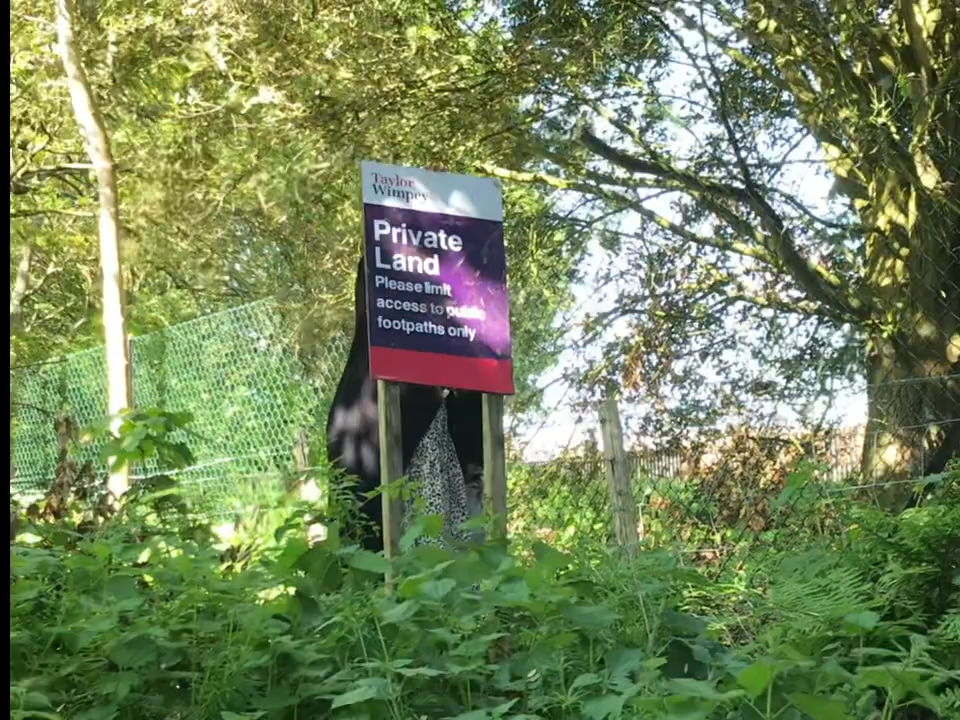 Taylor
Wimpey
Private
Land
Please limit
access to public
footpaths only